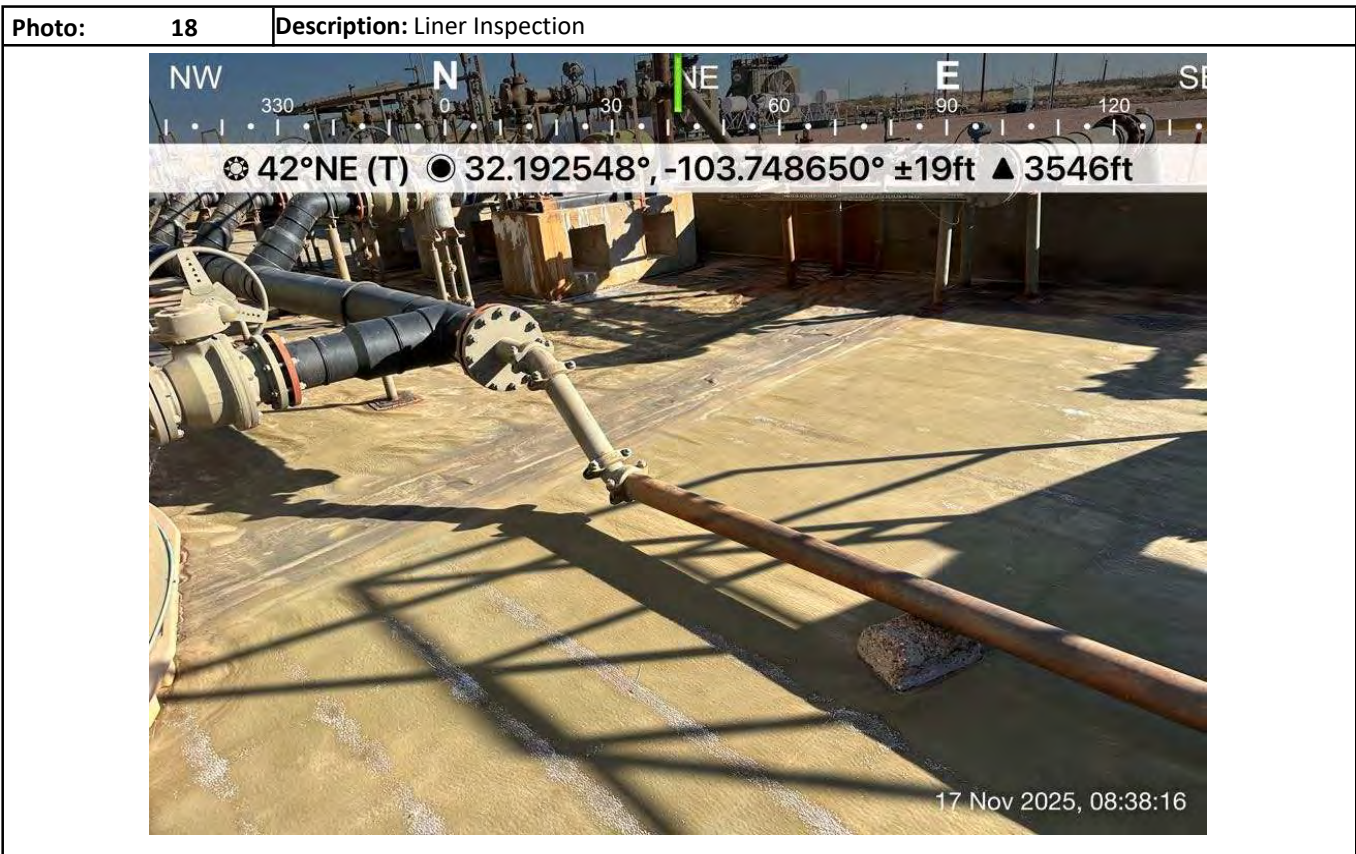 Photo: 18 Description: Liner Inspection
NW N NE E SE
330 0 30 60 90 120
42°NE (T) 32.192548°, -103.748650° ±19ft ▲ 3546ft
17 Nov 2025, 08:38:16